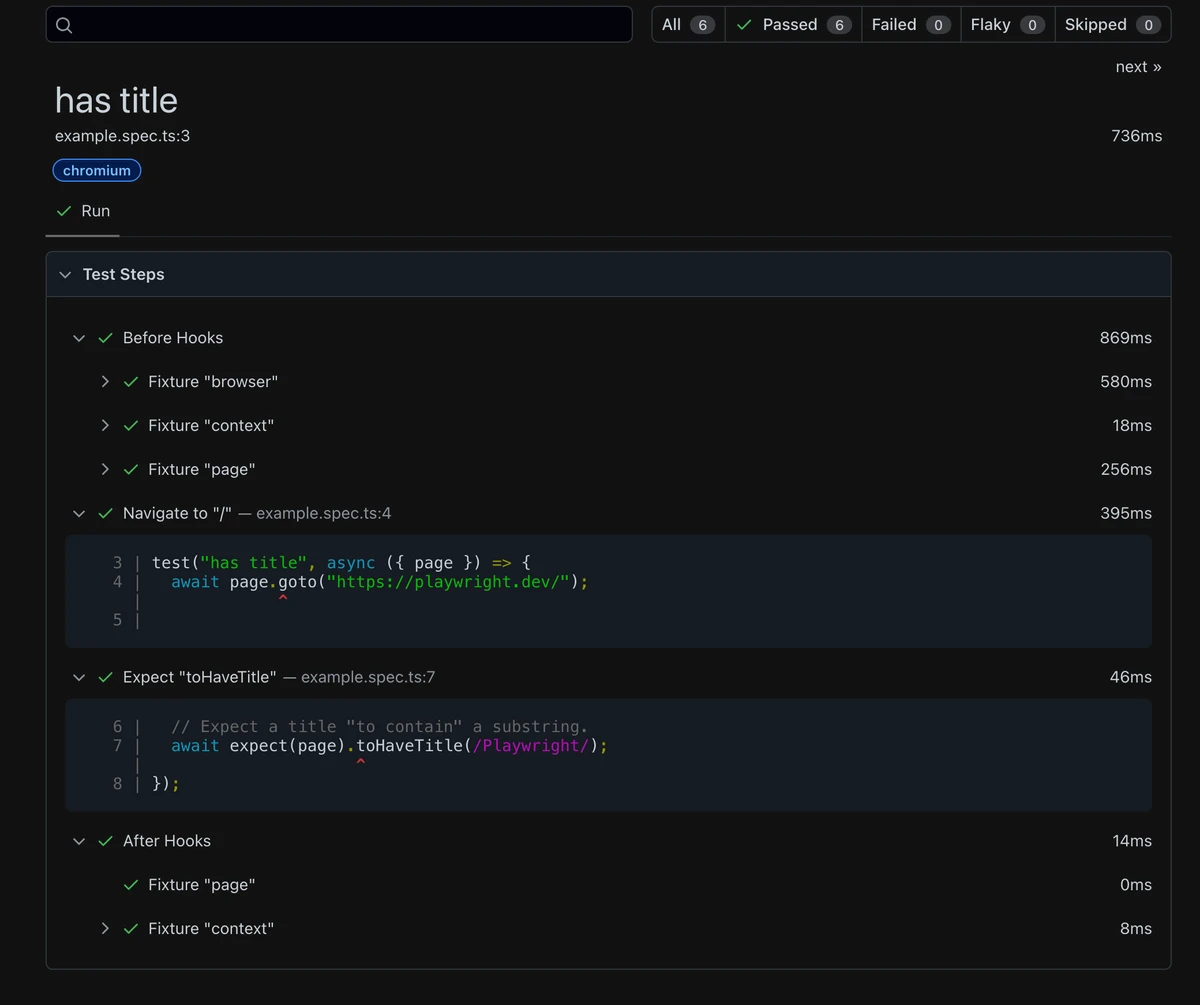 All 6 Passed 6 Failed 0 Flaky 0 Skipped 0
next »
has title
example.spec.ts:3 736ms
chromium
Run
Test Steps
Before Hooks 869ms
Fixture "browser" 580ms
Fixture "context" 18ms
Fixture "page" 256ms
Navigate to "/" — example.spec.ts:4 395ms
3 | test("has title", async ({ page }) => {
4 |   await page.goto("https://playwright.dev/");
|                ^
5 |
Expect "toHaveTitle" — example.spec.ts:7 46ms
6 |   // Expect a title "to contain" a substring.
7 |   await expect(page).toHaveTitle(/Playwright/);
|                      ^
8 | });
After Hooks 14ms
Fixture "page" 0ms
Fixture "context" 8ms